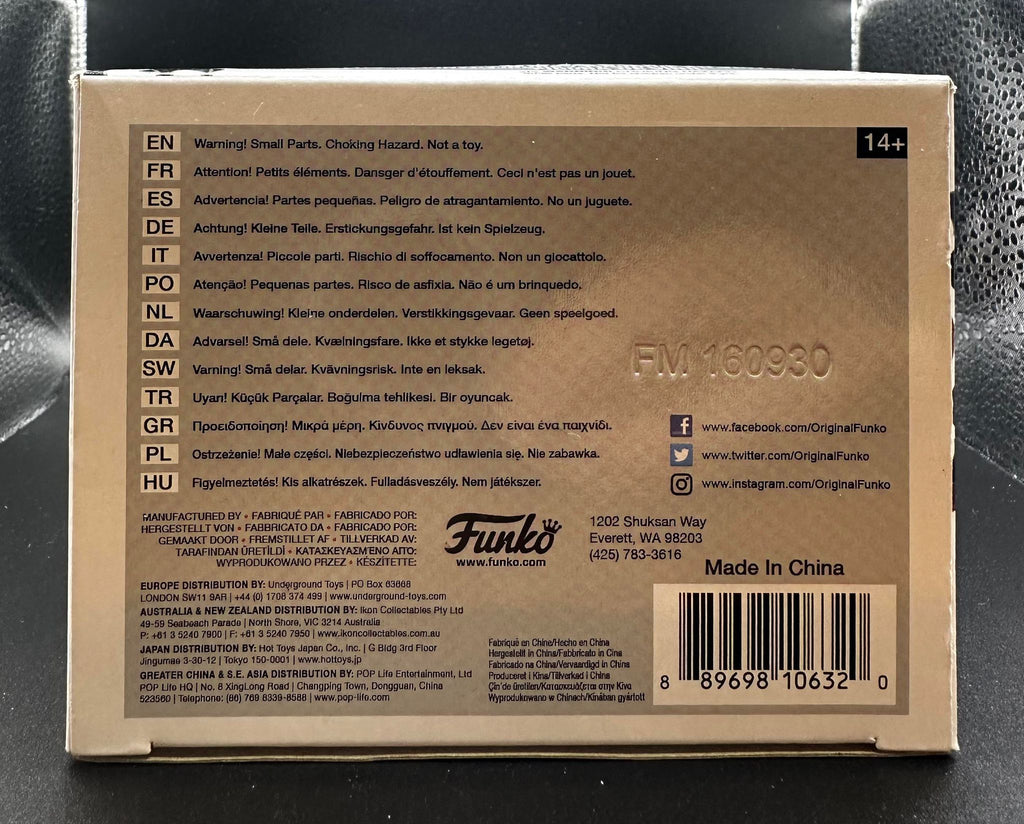 14+
EN Warning! Small Parts. Choking Hazard. Not a toy.
FR Attention! Petits éléments. Dansger d'étouffement. Ceci n'est pas un jouet.
ES Advertencia! Partes pequeñas. Peligro de atragantamiento. No un juguete.
DE Achtung! Kleine Teile. Erstickungsgefahr. Ist kein Spielzeug.
IT Avvertenza! Piccole parti. Rischio di soffocamento. Non un giocattolo.
PO Atenção! Pequenas partes. Risco de asfixia. Não é um brinquedo.
NL Waarschuwing! Kleine onderdelen. Verstikkingsgevaar. Geen speelgoed.
DA Advarsel! Små dele. Kvælningsfare. Ikke et stykke legetøj.
SW Varning! Små delar. Kvävningsrisk. Inte en leksak.
TR Uyarı! Küçük Parçalar. Boğulma tehlikesi. Bir oyuncak.
GR Προειδοποίηση! Μικρά μέρη. Κίνδυνος πνιγμού. Δεν είναι ένα παιχνίδι.
PL Ostrzeżenie! Małe części. Niebezpieczeństwo udławienia się. Nie zabawka.
HU Figyelmeztetés! Kis alkatrészek. Fulladásveszély. Nem játékszer.
FM 160930
www.facebook.com/OriginalFunko
www.twitter.com/OriginalFunko
www.instagram.com/OriginalFunko
MANUFACTURED BY • FABRIQUÉ PAR • FABRICADO POR:
HERGESTELLT VON • FABBRICATO DA • FABRICADO POR:
GEMAAKT DOOR • FREMSTILLET AF • TILLVERKAD AV:
TARAFINDAN ÜRETİLDİ • ΚΑΤΑΣΚΕΥΑΣΜΈΝΟ ΑΠΌ:
WYPRODUKOWANO PRZEZ • KÉSZÍTETTE:
Funko
www.funko.com
1202 Shuksan Way
Everett, WA 98203
(425) 783-3616
Made In China
EUROPE DISTRIBUTION BY: Underground Toys | PO Box 63668
LONDON SW11 9AR | +44 (0) 1708 374 499 | www.underground-toys.com
AUSTRALIA & NEW ZEALAND DISTRIBUTION BY: Ikon Collectables Pty Ltd
49-59 Seabeach Parade | North Shore, VIC 3214 Australia
P: +61 3 5240 7900 | F: +61 3 5240 7950 | www.ikoncollectables.com.au
JAPAN DISTRIBUTION BY: Hot Toys Japan Co., Inc. | G Bldg 3rd Floor
Jingumae 3-30-12 | Tokyo 150-0001 | www.hottoys.jp
GREATER CHINA & S.E. ASIA DISTRIBUTION BY: POP Life Entertainment, Ltd
POP Life HQ | No. 8 XingLong Road | Changping Town, Dongguan, China
523560 | Telephone: (86) 769 8339-8588 | www.pop-life.com
Fabriqué en Chine/Hecho en China
Hergestellt in China/Fabbricato in Cina
Fabricado na China/Vervaardigd in China
Produceret i Kina/Tillverkad i China
Çin'de üretilen/Κατασκευάζεται στην Κίνα
Wyprodukowano w Chinach/Kínában gyártott
8 89698 10632 0